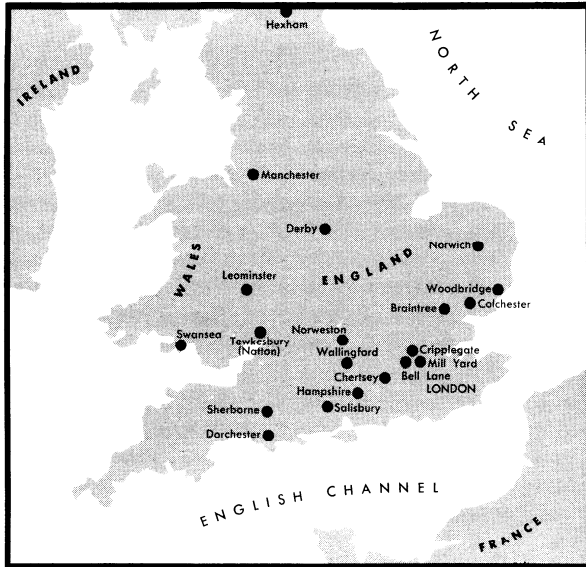 Hexham
NORTH SEA
IRELAND
Manchester
Derby
Norwich
WALES
ENGLAND
Leominster
Woodbridge
Colchester
Braintree
Swansea
Tewkesbury
(Natton)
Norweston
Wallingford
Cripplegate
Mill Yard
Bell Lane
LONDON
Chertsey
Hampshire
Salisbury
Sherborne
Dorchester
ENGLISH CHANNEL
FRANCE